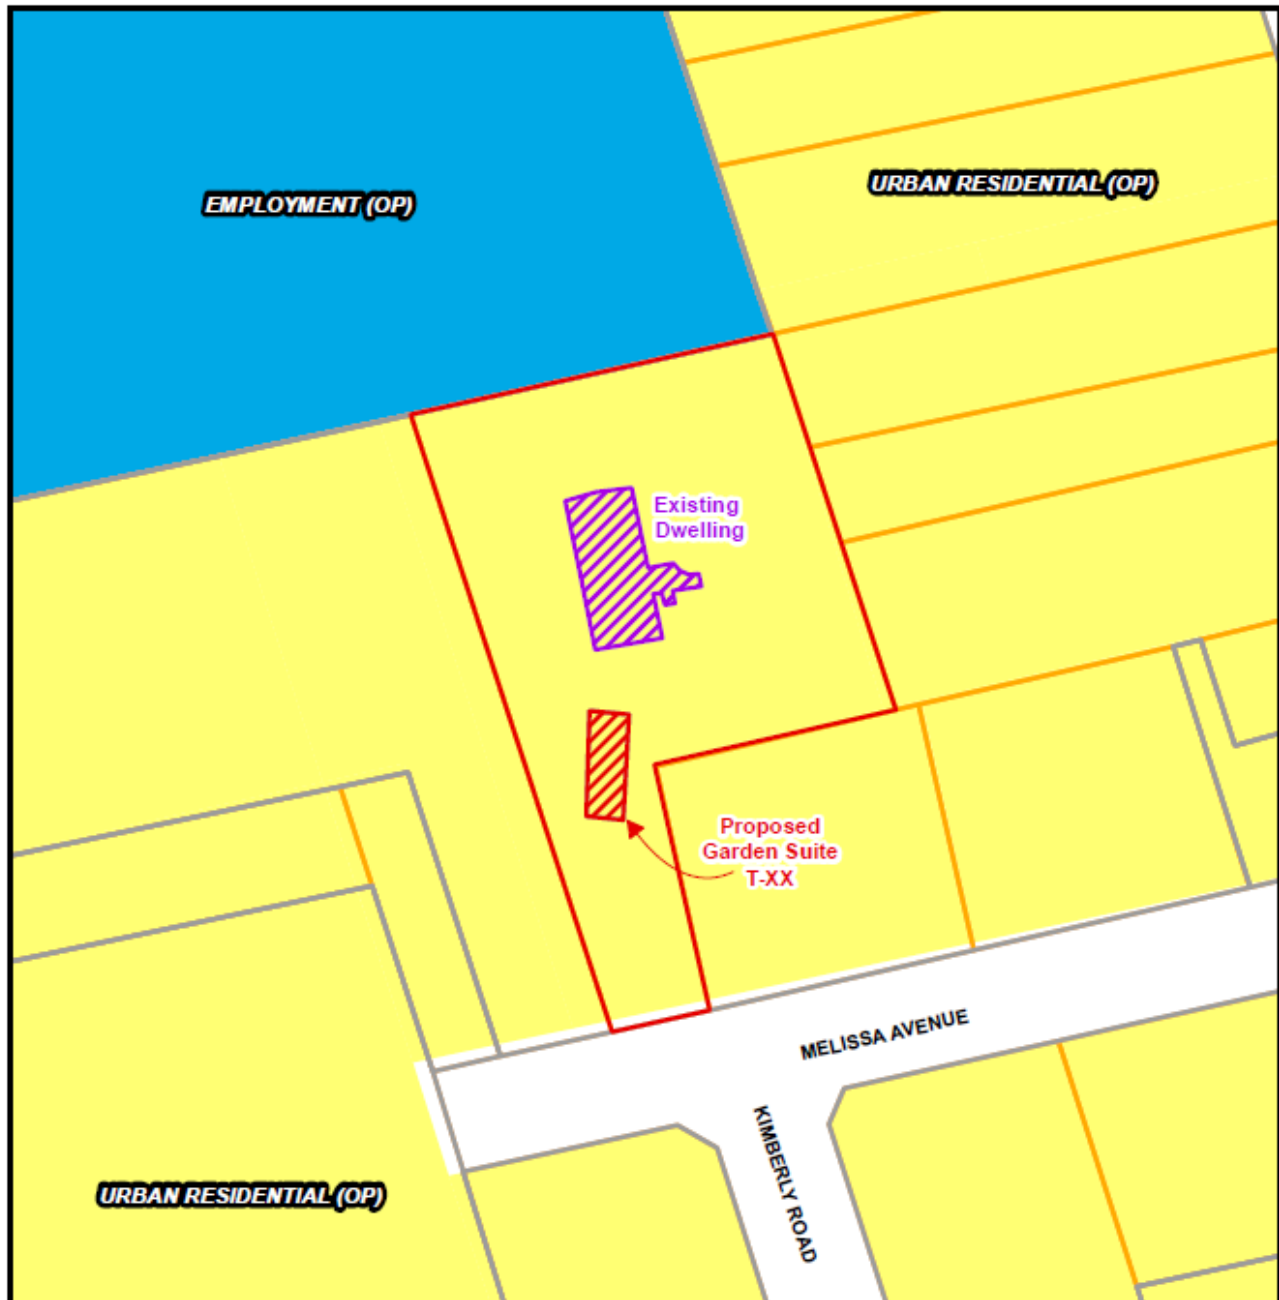 EMPLOYMENT (OP)
URBAN RESIDENTIAL (OP)
Existing
Dwelling
Proposed
Garden Suite
T-XX
MELISSA AVENUE
KIMBERLY ROAD
URBAN RESIDENTIAL (OP)